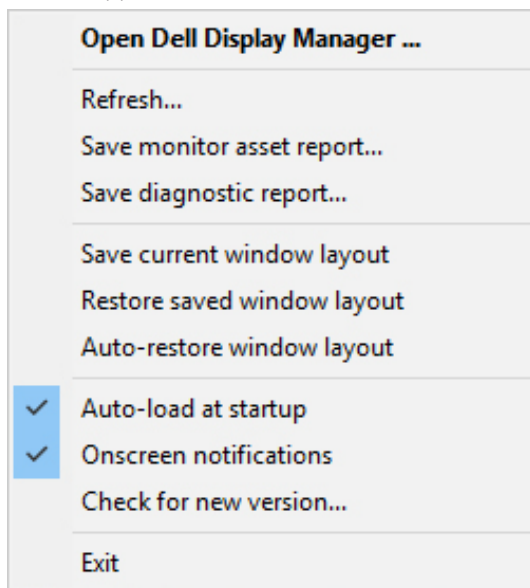 Open Dell Display Manager ...
Refresh...
Save monitor asset report...
Save diagnostic report...
Save current window layout
Restore saved window layout
Auto-restore window layout
Auto-load at startup
Onscreen notifications
Check for new version...
Exit